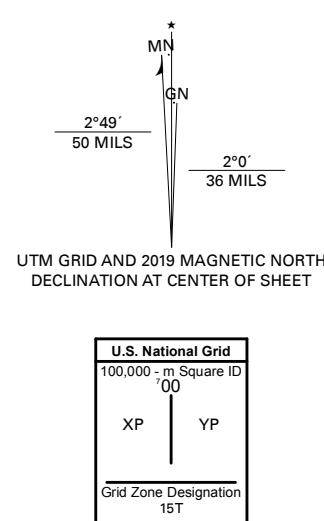 MN
GN
2°49´
50 MILS
2°0´
36 MILS
UTM GRID AND 2019 MAGNETIC NORTH
DECLINATION AT CENTER OF SHEET
U.S. National Grid
100,000 - m Square ID
⁷00
XP YP
Grid Zone Designation
15T